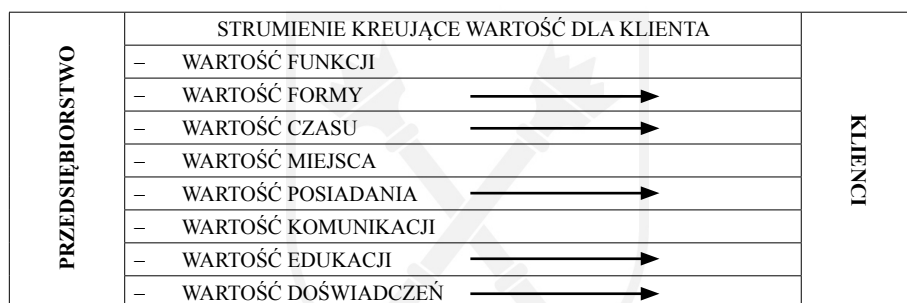 STRUMIENIE KREUJĄCE WARTOŚĆ DLA KLIENTA
PRZEDSIĘBIORSTWO
– WARTOŚĆ FUNKCJI
– WARTOŚĆ FORMY
– WARTOŚĆ CZASU
– WARTOŚĆ MIEJSCA
– WARTOŚĆ POSIADANIA
– WARTOŚĆ KOMUNIKACJI
– WARTOŚĆ EDUKACJI
– WARTOŚĆ DOŚWIADCZEŃ
KLIENCI